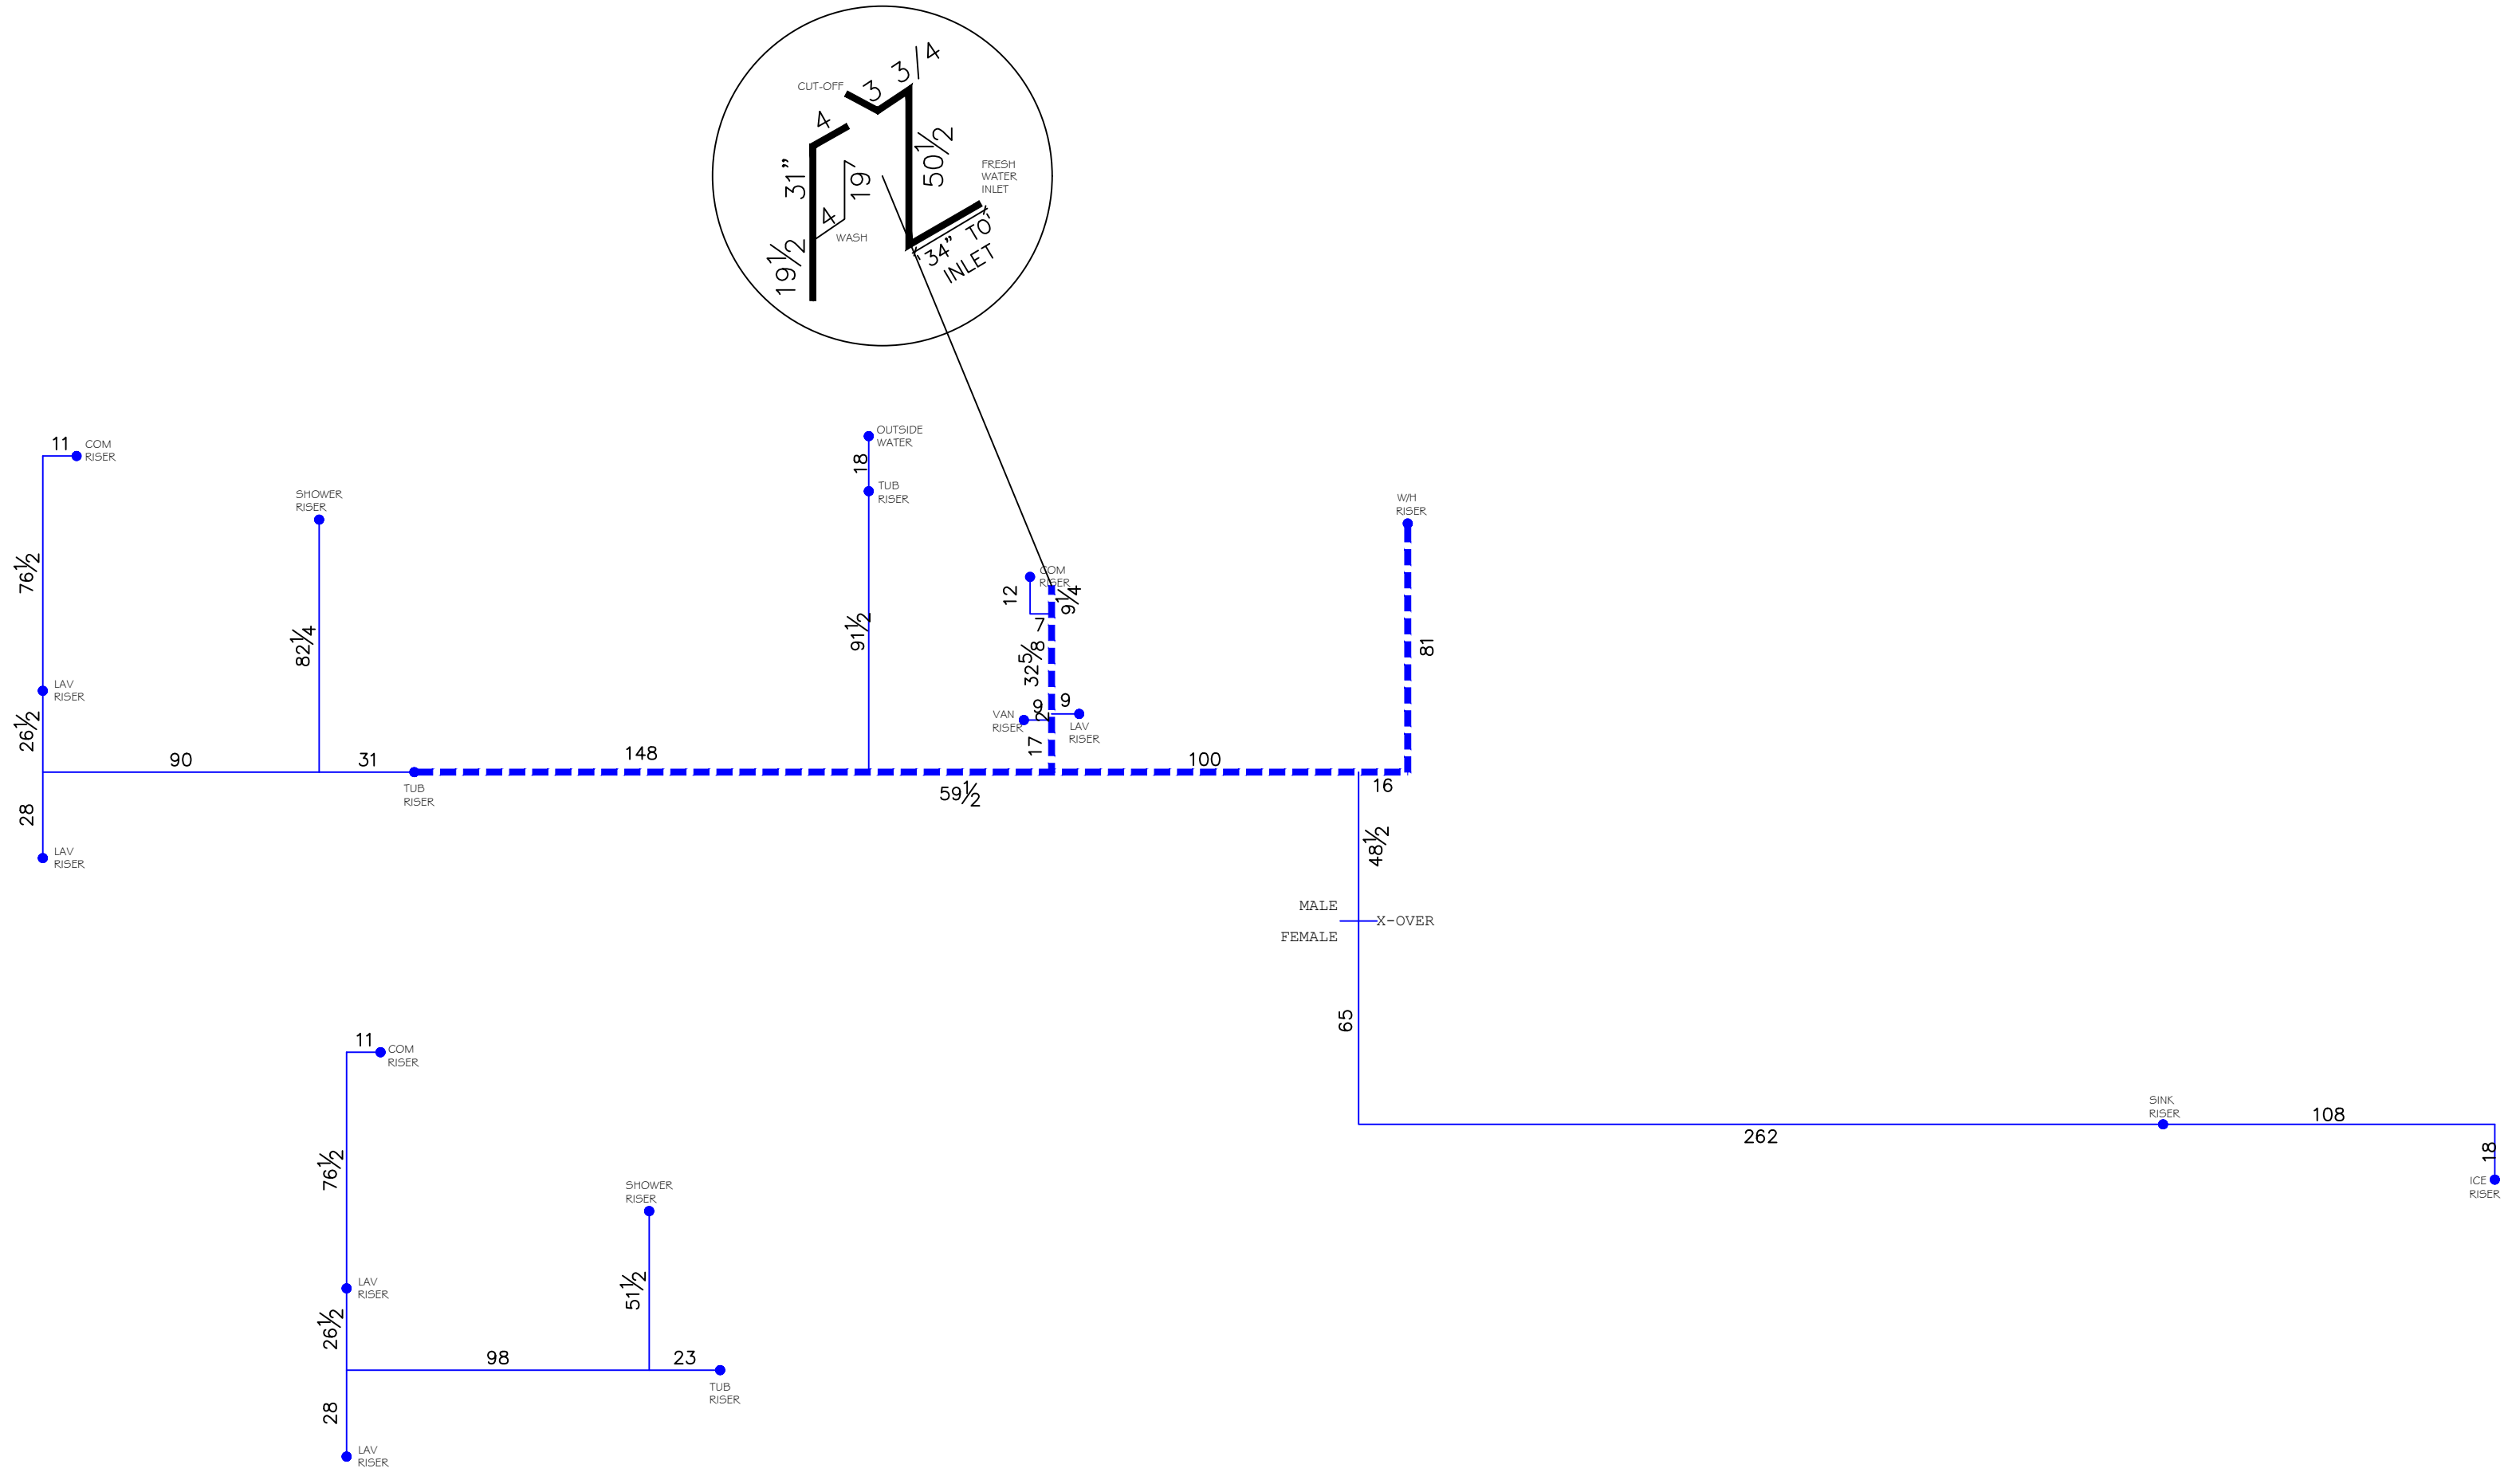 CUT-OFF
3 3/4
4
31”
19
50½
FRESH
WATER
INLET
4
WASH
19½
34” TO
INLET
11
COM
RISER
OUTSIDE
WATER
18
TUB
RISER
SHOWER
RISER
W/H
RISER
76½
82¼
91½
COM
RISER
12
9¼
7
32⅝
81
LAV
RISER
26½
9
2
9
VAN
RISER
LAV
RISER
17
90
31
148
100
TUB
RISER
59½
16
28
LAV
RISER
48½
MALE
X-OVER
FEMALE
65
11
COM
RISER
SINK
RISER
108
262
18
ICE
RISER
76½
SHOWER
RISER
51½
LAV
RISER
26½
98
23
TUB
RISER
28
LAV
RISER